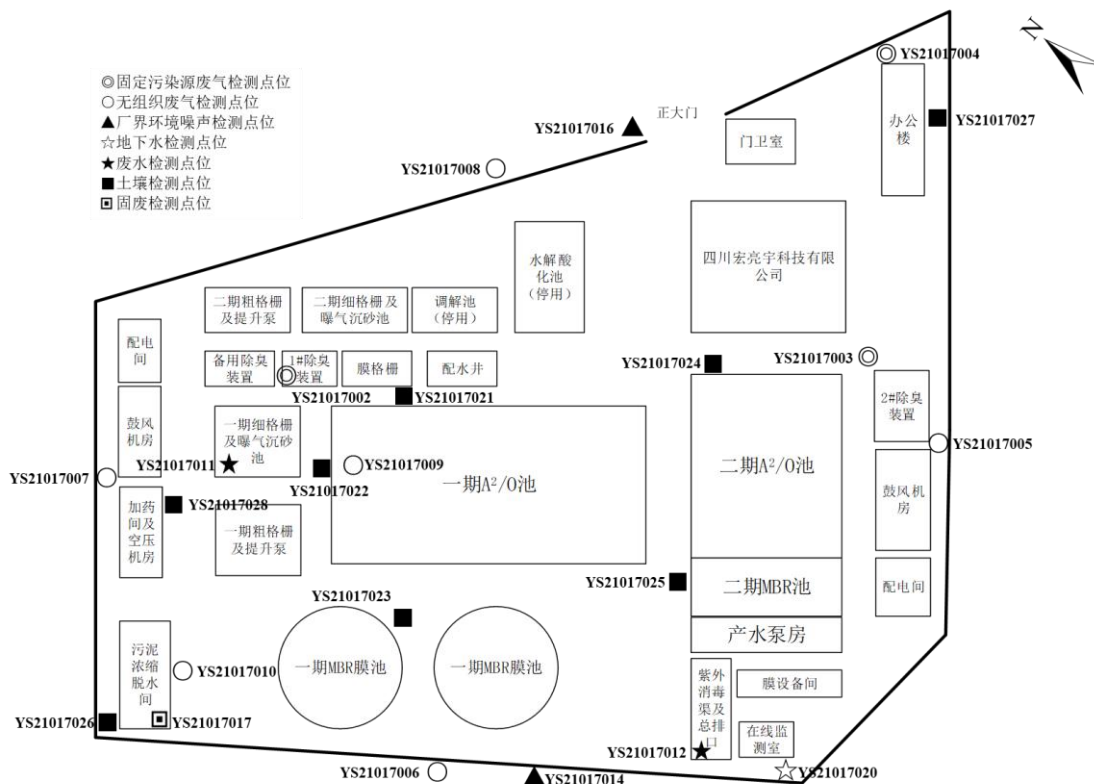 N
◎固定污染源废气检测点位
○无组织废气检测点位
▲厂界环境噪声检测点位
☆地下水检测点位
★废水检测点位
■土壤检测点位
▣固废检测点位
YS21017004
正大门
YS21017016
门卫室
办公
楼
YS21017027
YS21017008
水解酸
化池
(停用)
四川宏亮宇科技有限
公司
二期粗格栅
及提升泵
二期细格栅及
曝气沉砂池
调解池
(停用)
配电
间
备用除臭
装置
1#除臭
装置
膜格栅
配水井
YS21017002
YS21017021
YS21017024
YS21017003
2#除臭
装置
鼓风
机房
一期细格栅
及曝气沉砂
池
YS21017011
YS21017007
YS21017022
YS21017009
一期A²/O池
二期A²/O池
YS21017005
鼓风机
房
加药
间及
空压
机房
YS21017028
一期粗格栅
及提升泵
YS21017025
二期MBR池
配电间
YS21017023
产水泵房
污泥
浓缩
脱水
间
YS21017010
一期MBR膜池
一期MBR膜池
紫外
消毒
渠及
总排
口
膜设备间
YS21017026
YS21017017
在线监
测室
YS21017012
YS21017006
YS21017014
YS21017020